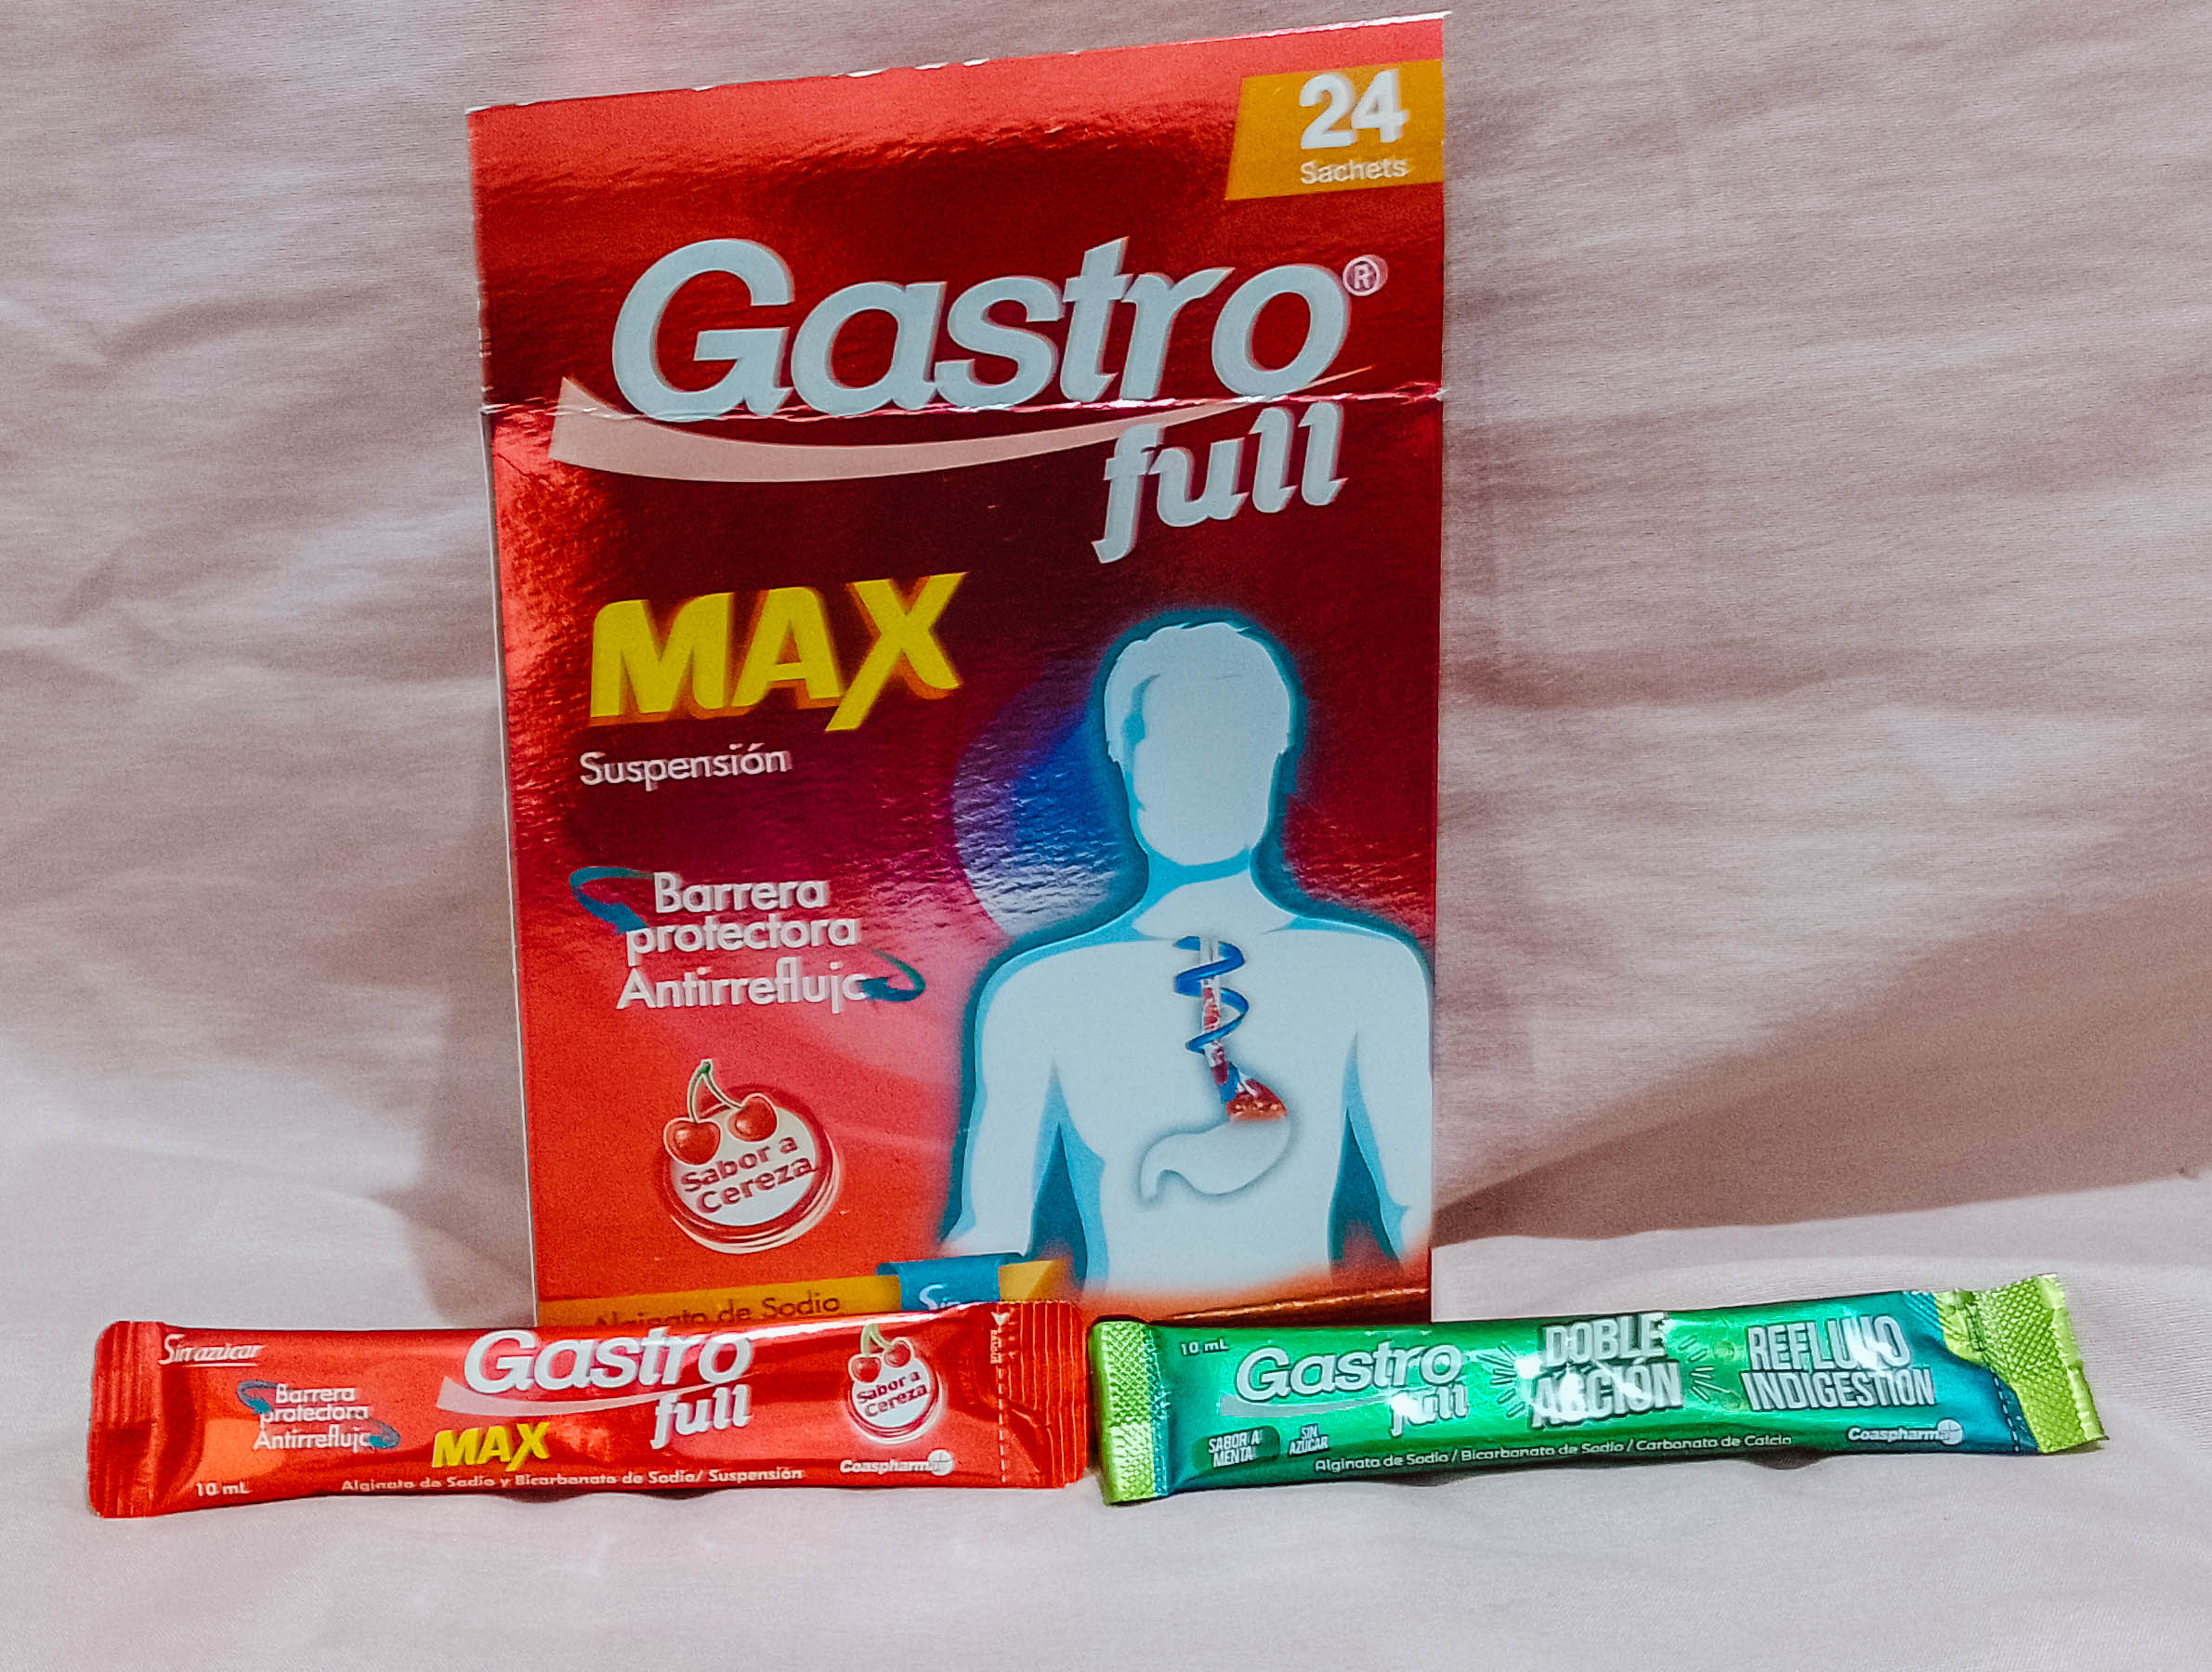 24
Sachets
Gastro®
full
MAX
Suspensión
Barrera
protectora
Antirreflujo
Sabor a
Cereza
Alginato de Sodio
Sin azúcar
Barrera
protectora
Antirreflujo
10 mL
Gastro
full
MAX
Alginato de Sodio y Bicarbonato de Sodio/ Suspensión
Sabor a
Cereza
Coaspharma
10 mL
Gastro
full
SABOR A
MENTA
SIN
AZÚCAR
DOBLE
ACCIÓN
REFLUJO
INDIGESTIÓN
Alginato de Sodio / Bicarbonato de Sodio / Carbonato de Calcio
Coaspharma